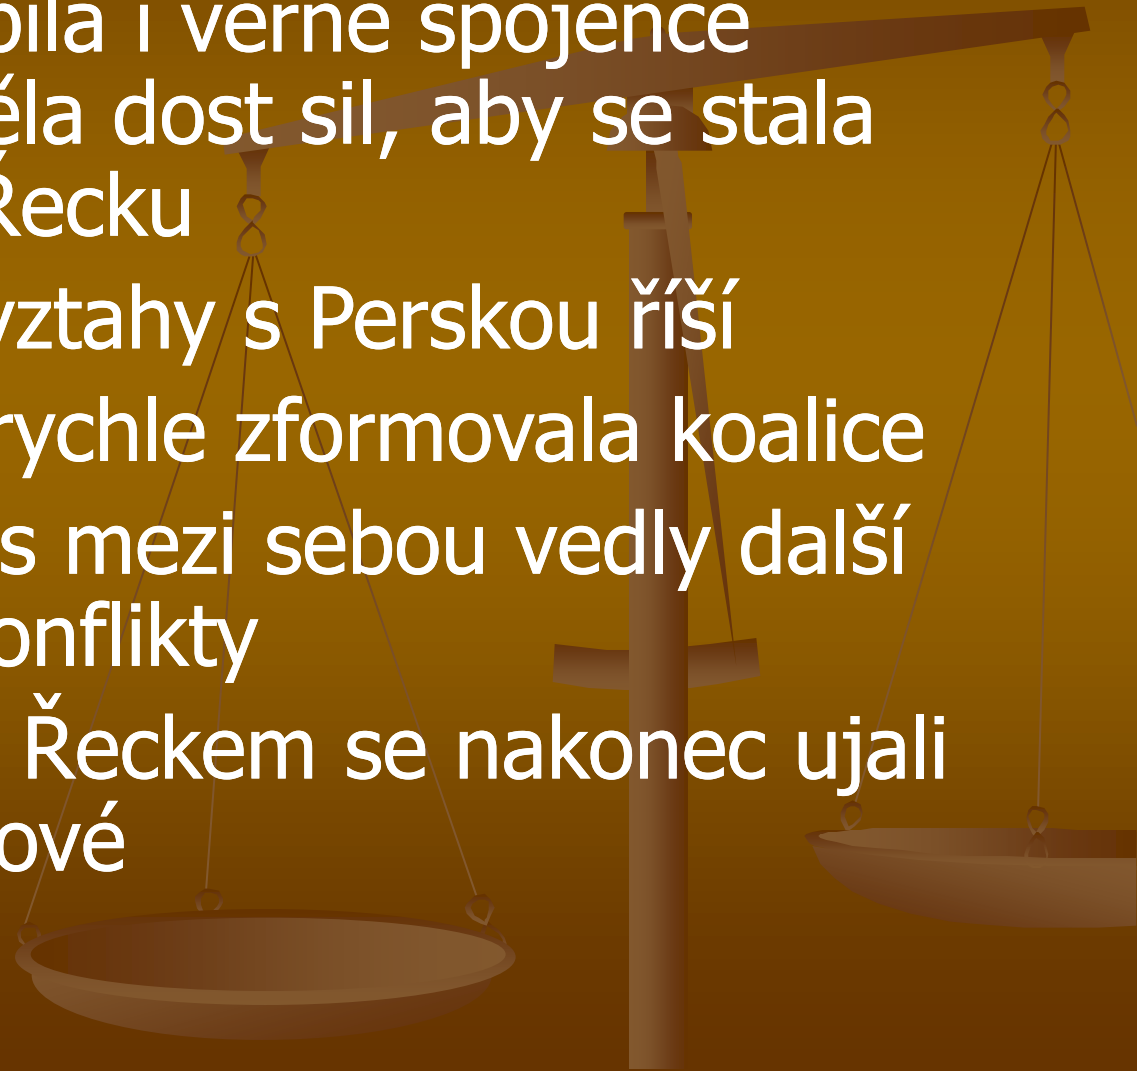 bila i věrné spojence
ěla dost sil, aby se stala
Řecku
vztahy s Perskou říší
rychle zformovala koalice
s mezi sebou vedly další
onflikty
Řeckem se nakonec ujali
ové